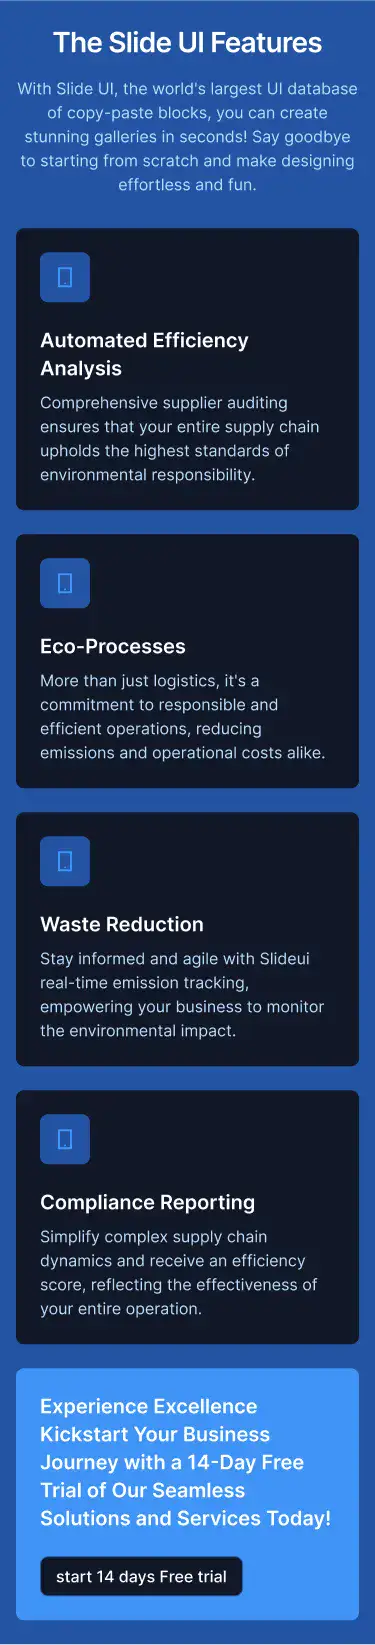 The Slide UI Features
With Slide UI, the world's largest UI database
of copy-paste blocks, you can create
stunning galleries in seconds! Say goodbye
to starting from scratch and make designing
effortless and fun.
Automated Efficiency
Analysis
Comprehensive supplier auditing
ensures that your entire supply chain
upholds the highest standards of
environmental responsibility.
Eco-Processes
More than just logistics, it's a
commitment to responsible and
efficient operations, reducing
emissions and operational costs alike.
Waste Reduction
Stay informed and agile with Slideui
real-time emission tracking,
empowering your business to monitor
the environmental impact.
Compliance Reporting
Simplify complex supply chain
dynamics and receive an efficiency
score, reflecting the effectiveness of
your entire operation.
Experience Excellence
Kickstart Your Business
Journey with a 14-Day Free
Trial of Our Seamless
Solutions and Services Today!
start 14 days Free trial